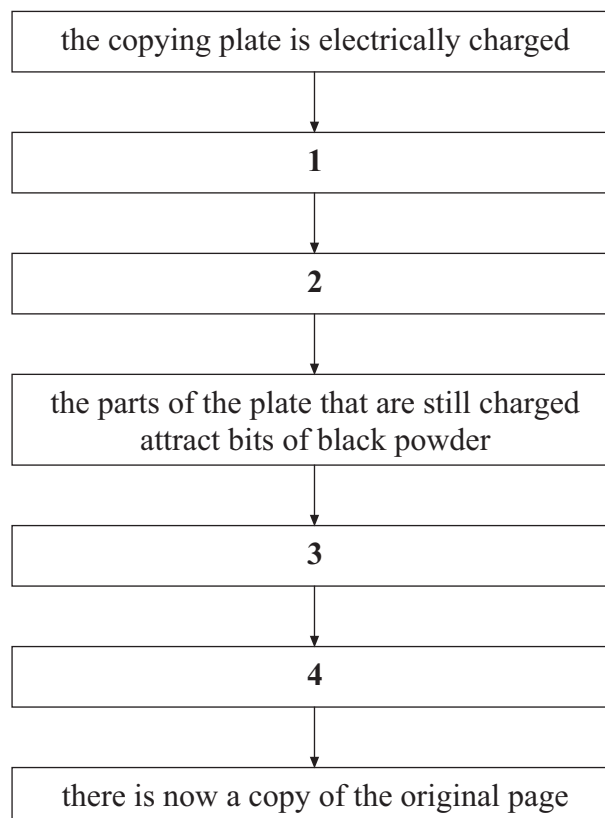 the copying plate is electrically charged
1
2
the parts of the plate that are still charged
attract bits of black powder
3
4
there is now a copy of the original page